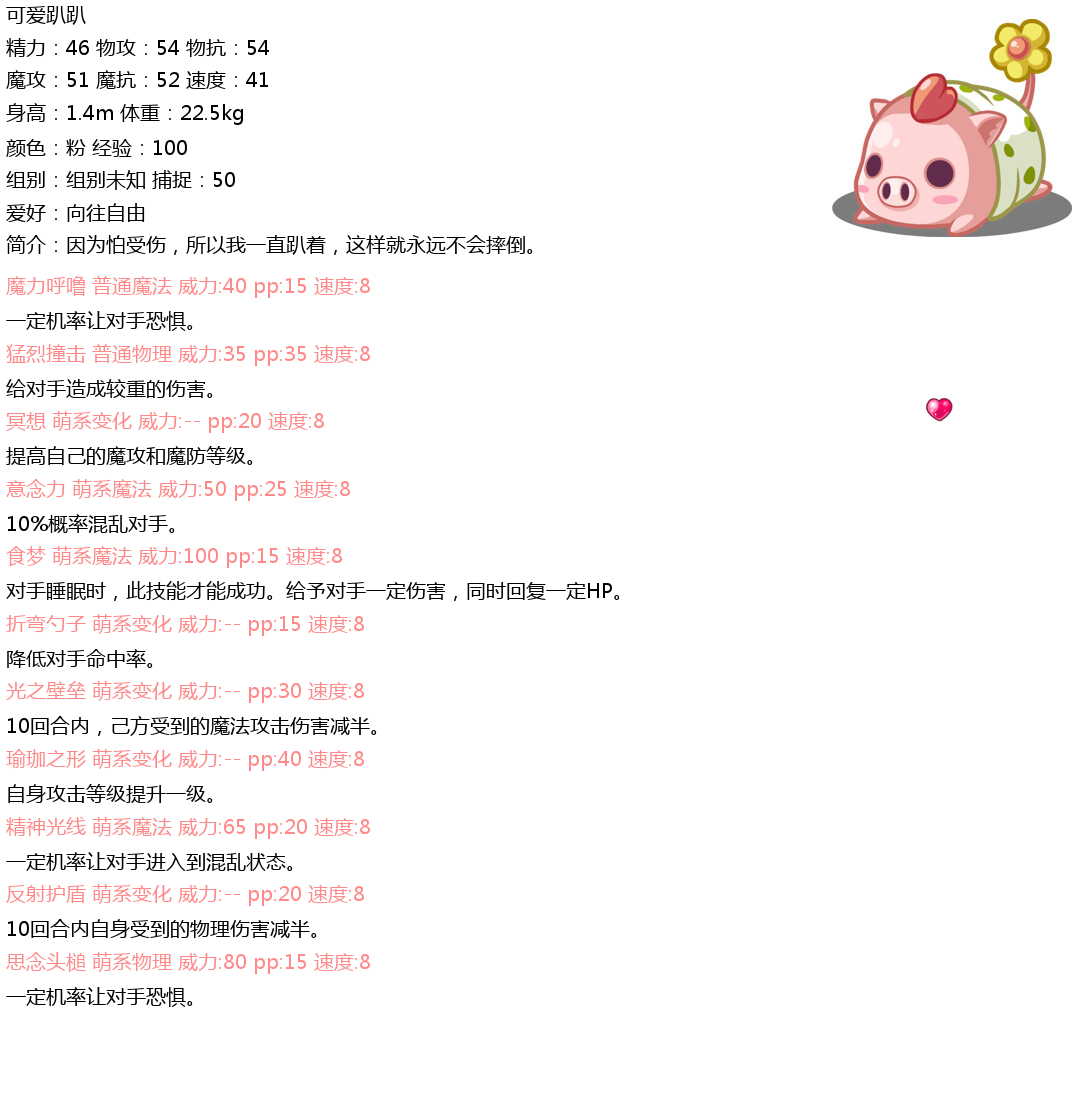 可爱趴趴
精力：46 物攻：54 物抗：54
魔攻：51 魔抗：52 速度：41
身高：1.4m 体重：22.5kg
颜色：粉 经验：100
组别：组别未知 捕捉：50
爱好：向往自由
简介：因为怕受伤，所以我一直趴着，这样就永远不会摔倒。
魔力呼噜 普通魔法 威力:40 pp:15 速度:8
一定机率让对手恐惧。
猛烈撞击 普通物理 威力:35 pp:35 速度:8
给对手造成较重的伤害。
冥想 萌系变化 威力:-- pp:20 速度:8
提高自己的魔攻和魔防等级。
意念力 萌系魔法 威力:50 pp:25 速度:8
10%概率混乱对手。
食梦 萌系魔法 威力:100 pp:15 速度:8
对手睡眠时，此技能才能成功。给予对手一定伤害，同时回复一定HP。
折弯勺子 萌系变化 威力:-- pp:15 速度:8
降低对手命中率。
光之壁垒 萌系变化 威力:-- pp:30 速度:8
10回合内，己方受到的魔法攻击伤害减半。
瑜珈之形 萌系变化 威力:-- pp:40 速度:8
自身攻击等级提升一级。
精神光线 萌系魔法 威力:65 pp:20 速度:8
一定机率让对手进入到混乱状态。
反射护盾 萌系变化 威力:-- pp:20 速度:8
10回合内自身受到的物理伤害减半。
思念头槌 萌系物理 威力:80 pp:15 速度:8
一定机率让对手恐惧。